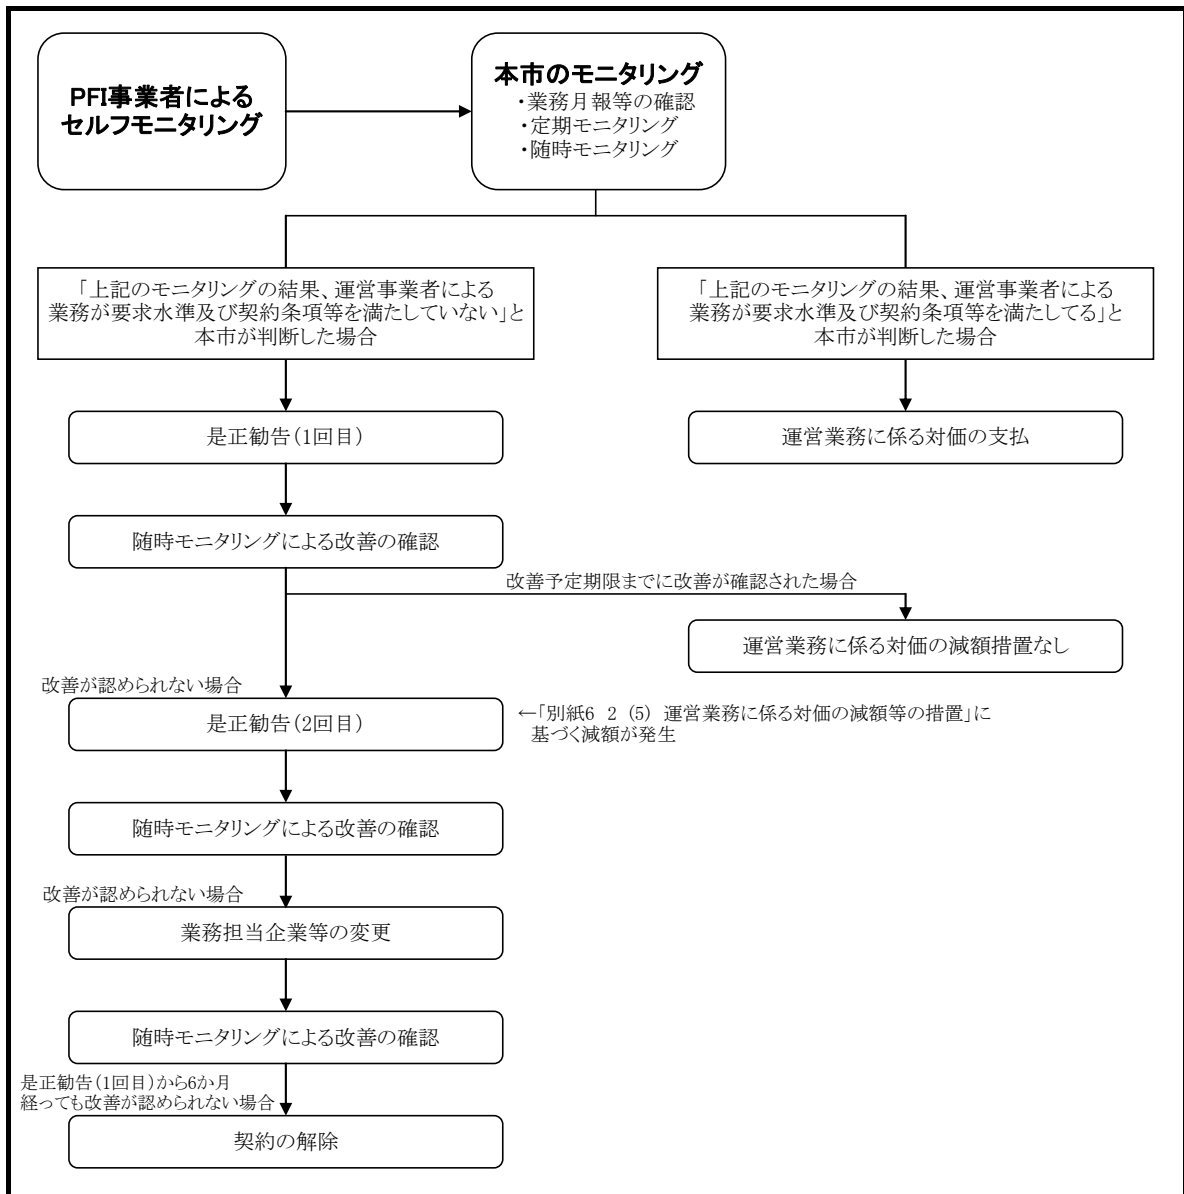 PFI事業者による
セルフモニタリング
本市のモニタリング
・業務月報等の確認
・定期モニタリング
・随時モニタリング
「上記のモニタリングの結果、運営事業者による
業務が要求水準及び契約条項等を満たしていない」と
本市が判断した場合
「上記のモニタリングの結果、運営事業者による
業務が要求水準及び契約条項等を満たしてる」と
本市が判断した場合
是正勧告(1回目)
運営業務に係る対価の支払
随時モニタリングによる改善の確認
改善予定期限までに改善が確認された場合
運営業務に係る対価の減額措置なし
改善が認められない場合
是正勧告(2回目)
←「別紙6 2 (5) 運営業務に係る対価の減額等の措置」に
基づく減額が発生
随時モニタリングによる改善の確認
改善が認められない場合
業務担当企業等の変更
随時モニタリングによる改善の確認
是正勧告(1回目)から6か月
経っても改善が認められない場合
契約の解除